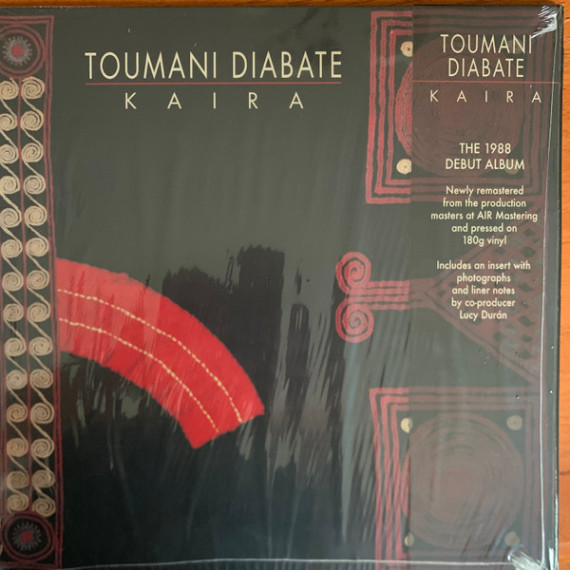 TOUMANI DIABATE
KAIRA
TOUMANI
DIABATE
KAIRA
THE 1988
DEBUT ALBUM
Newly remastered
from the production
masters at AIR Mastering
and pressed on
180g vinyl
Includes an insert with
photographs
and liner notes
by co-producer
Lucy Durán